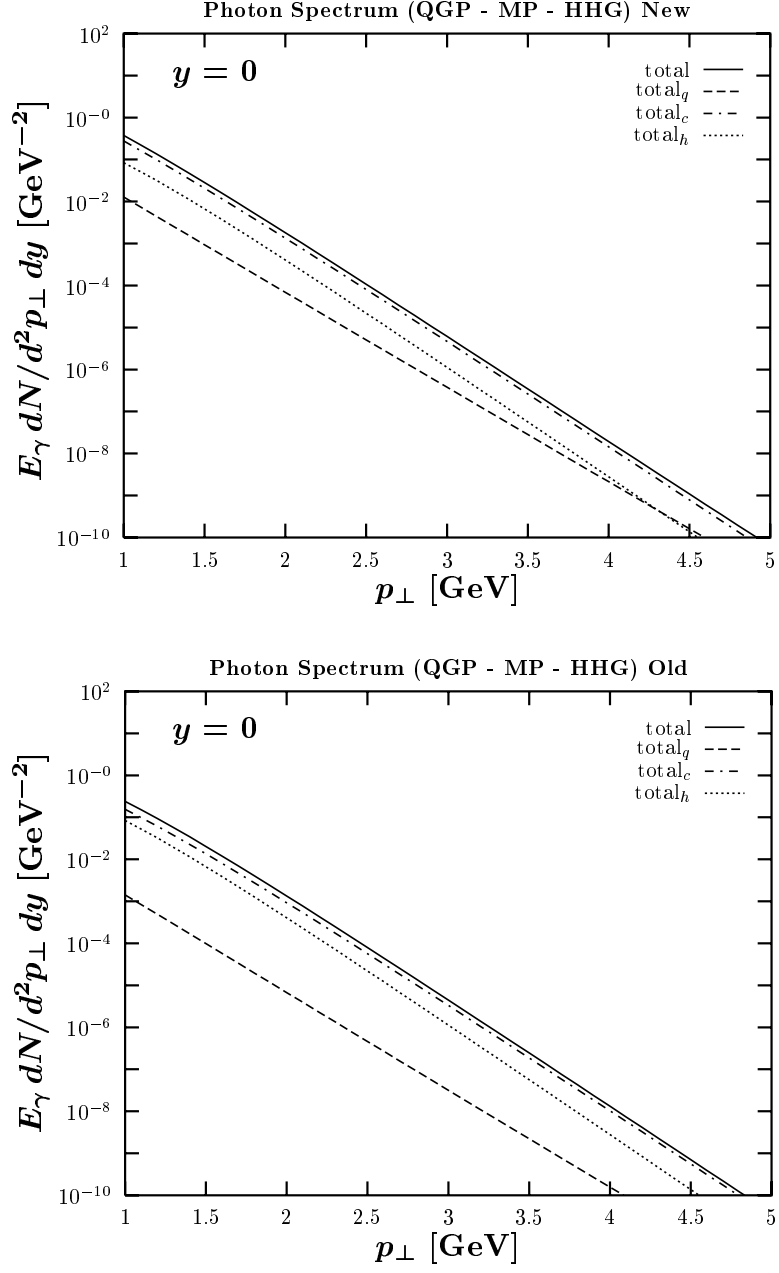 Photon Spectrum (QGP - MP - HHG) New
y = 0
total
total_q
total_c
total_h
10^2
10^{-0}
10^{-2}
10^{-4}
10^{-6}
10^{-8}
10^{-10}
E_γ dN/d^2p_⊥ dy [GeV^{-2}]
1 1.5 2 2.5 3 3.5 4 4.5 5
p_⊥ [GeV]
Photon Spectrum (QGP - MP - HHG) Old
y = 0
total
total_q
total_c
total_h
10^2
10^{-0}
10^{-2}
10^{-4}
10^{-6}
10^{-8}
10^{-10}
E_γ dN/d^2p_⊥ dy [GeV^{-2}]
1 1.5 2 2.5 3 3.5 4 4.5 5
p_⊥ [GeV]